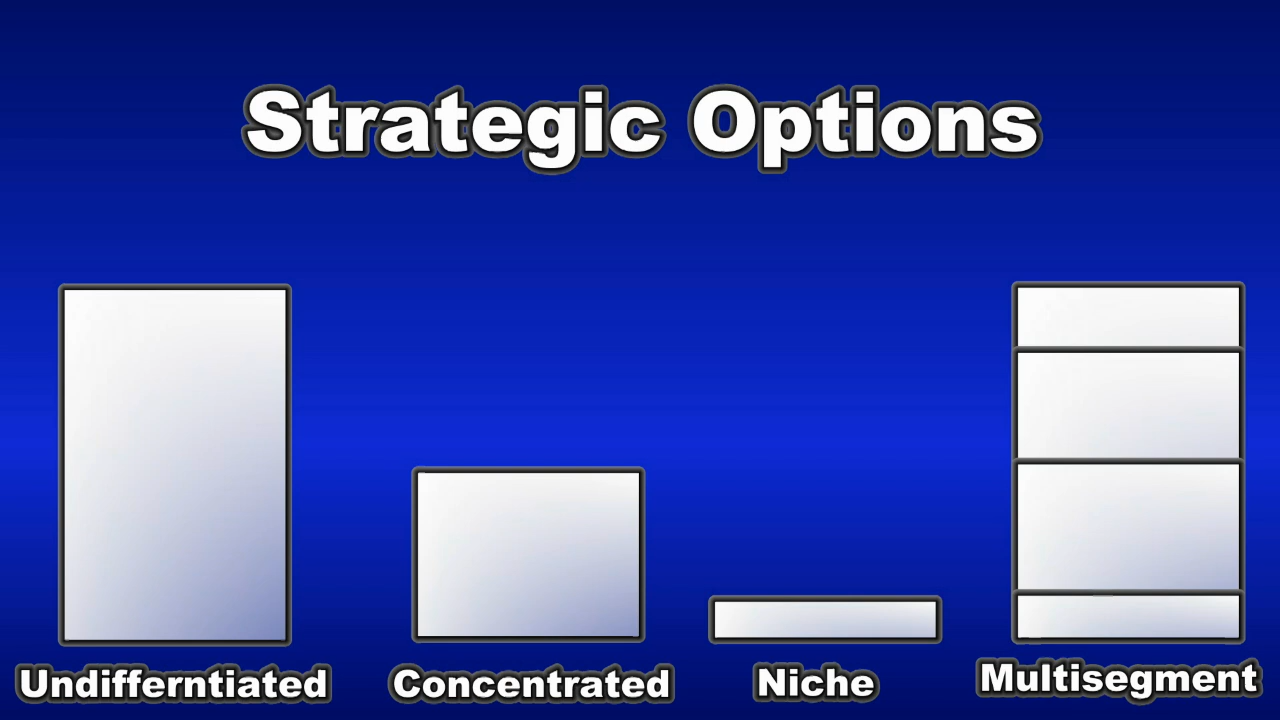 Strategic Options
Undifferntiated
Concentrated
Niche
Multisegment